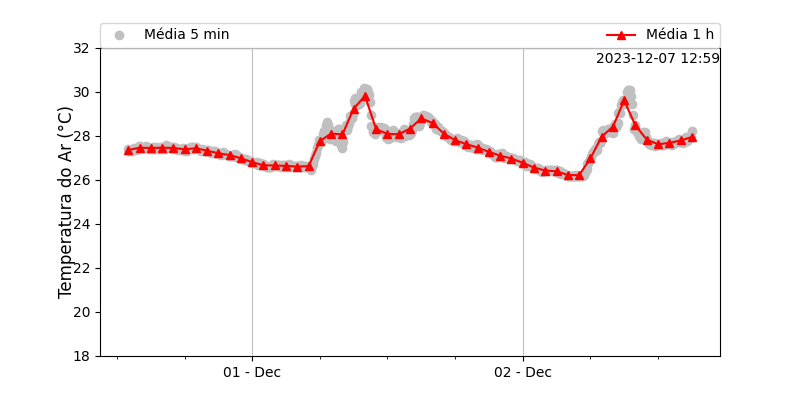 Média 5 min
Média 1 h
2023-12-07 12:59
Temperatura do Ar (°C)
32
30
28
26
24
22
20
18
01 - Dec
02 - Dec